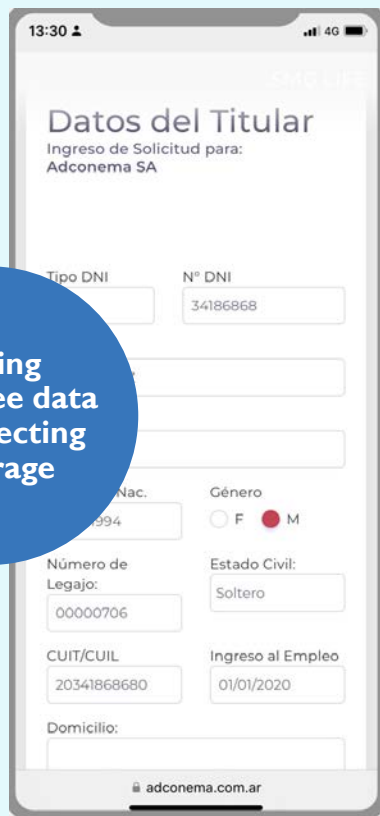 13:30
4G
Datos del Titular
Ingreso de Solicitud para:
Adconema SA
Tipo DNI
Nº DNI
34186868
Nac.
994
Género
F M
Número de
Legajo:
00000706
Estado Civil:
Soltero
CUIT/CUIL
20341868680
Ingreso al Empleo
01/01/2020
Domicilio:
adconema.com.ar
ing
ee data
ecting
rage